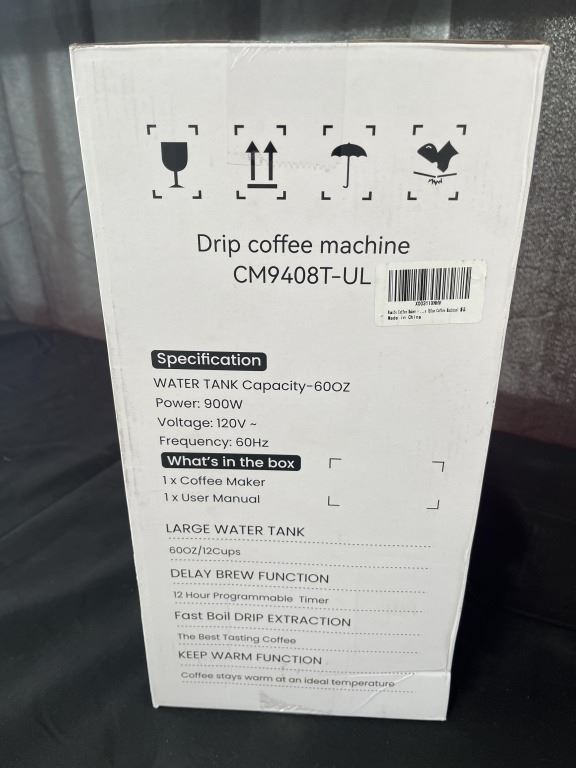 Drip coffee machine
CM9408T-UL
Made in China
Specification
WATER TANK Capacity-60OZ
Power: 900W
Voltage: 120V ~
Frequency: 60Hz
What's in the box
1 x Coffee Maker
1 x User Manual
LARGE WATER TANK
60OZ/12Cups
DELAY BREW FUNCTION
12 Hour Programmable Timer
Fast Boil DRIP EXTRACTION
The Best Tasting Coffee
KEEP WARM FUNCTION
Coffee stays warm at an ideal temperature